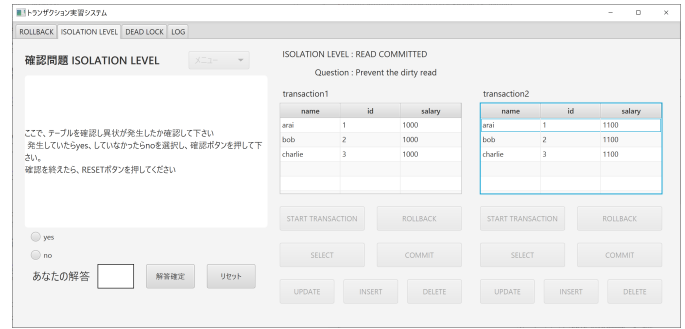 トランザクション実習システム
ROLLBACK ISOLATION LEVEL DEAD LOCK LOG
確認問題 ISOLATION LEVEL
メニュー
ここで、テーブルを確認し異状が発生したか確認して下さい
発生していたらyes、していなかったらnoを選択し、確認ボタンを押して下
さい。
確認を終えたら、RESETボタンを押してください
yes
no
あなたの解答
解答確定
リセット
ISOLATION LEVEL : READ COMMITTED
Question : Prevent the dirty read
transaction1
name id salary
arai 1 1000
bob 2 1000
charlie 3 1000
START TRANSACTION ROLLBACK
SELECT COMMIT
UPDATE INSERT DELETE
transaction2
name id salary
arai 1 1100
bob 2 1100
charlie 3 1100
START TRANSACTION ROLLBACK
SELECT COMMIT
UPDATE INSERT DELETE